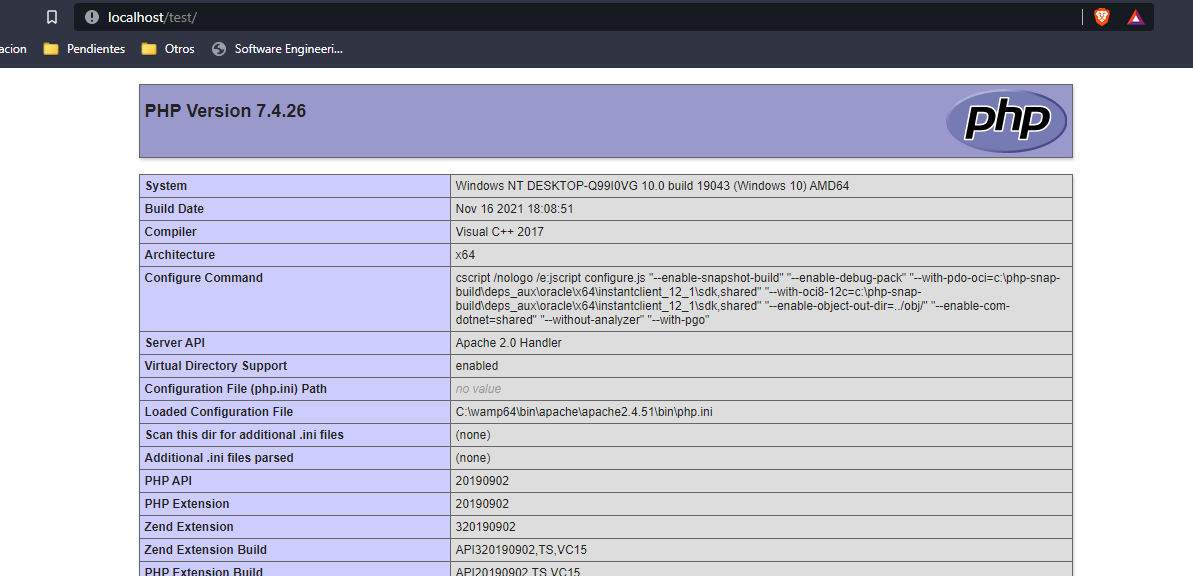 localhost/test/
acion Pendientes Otros Software Engineeri...
PHP Version 7.4.26
php
System Windows NT DESKTOP-Q99I0VG 10.0 build 19043 (Windows 10) AMD64
Build Date Nov 16 2021 18:08:51
Compiler Visual C++ 2017
Architecture x64
Configure Command cscript /nologo /e:jscript configure.js "--enable-snapshot-build" "--enable-debug-pack" "--with-pdo-oci=c:\php-snap-
build\deps_aux\oracle\x64\instantclient_12_1\sdk,shared" "--with-oci8-12c=c:\php-snap-
build\deps_aux\oracle\x64\instantclient_12_1\sdk,shared" "--enable-object-out-dir=../obj/" "--enable-com-
dotnet=shared" "--without-analyzer" "--with-pgo"
Server API Apache 2.0 Handler
Virtual Directory Support enabled
Configuration File (php.ini) Path no value
Loaded Configuration File C:\wamp64\bin\apache\apache2.4.51\bin\php.ini
Scan this dir for additional .ini files (none)
Additional .ini files parsed (none)
PHP API 20190902
PHP Extension 20190902
Zend Extension 320190902
Zend Extension Build API320190902,TS,VC15
PHP Extension Build API20190902,TS,VC15